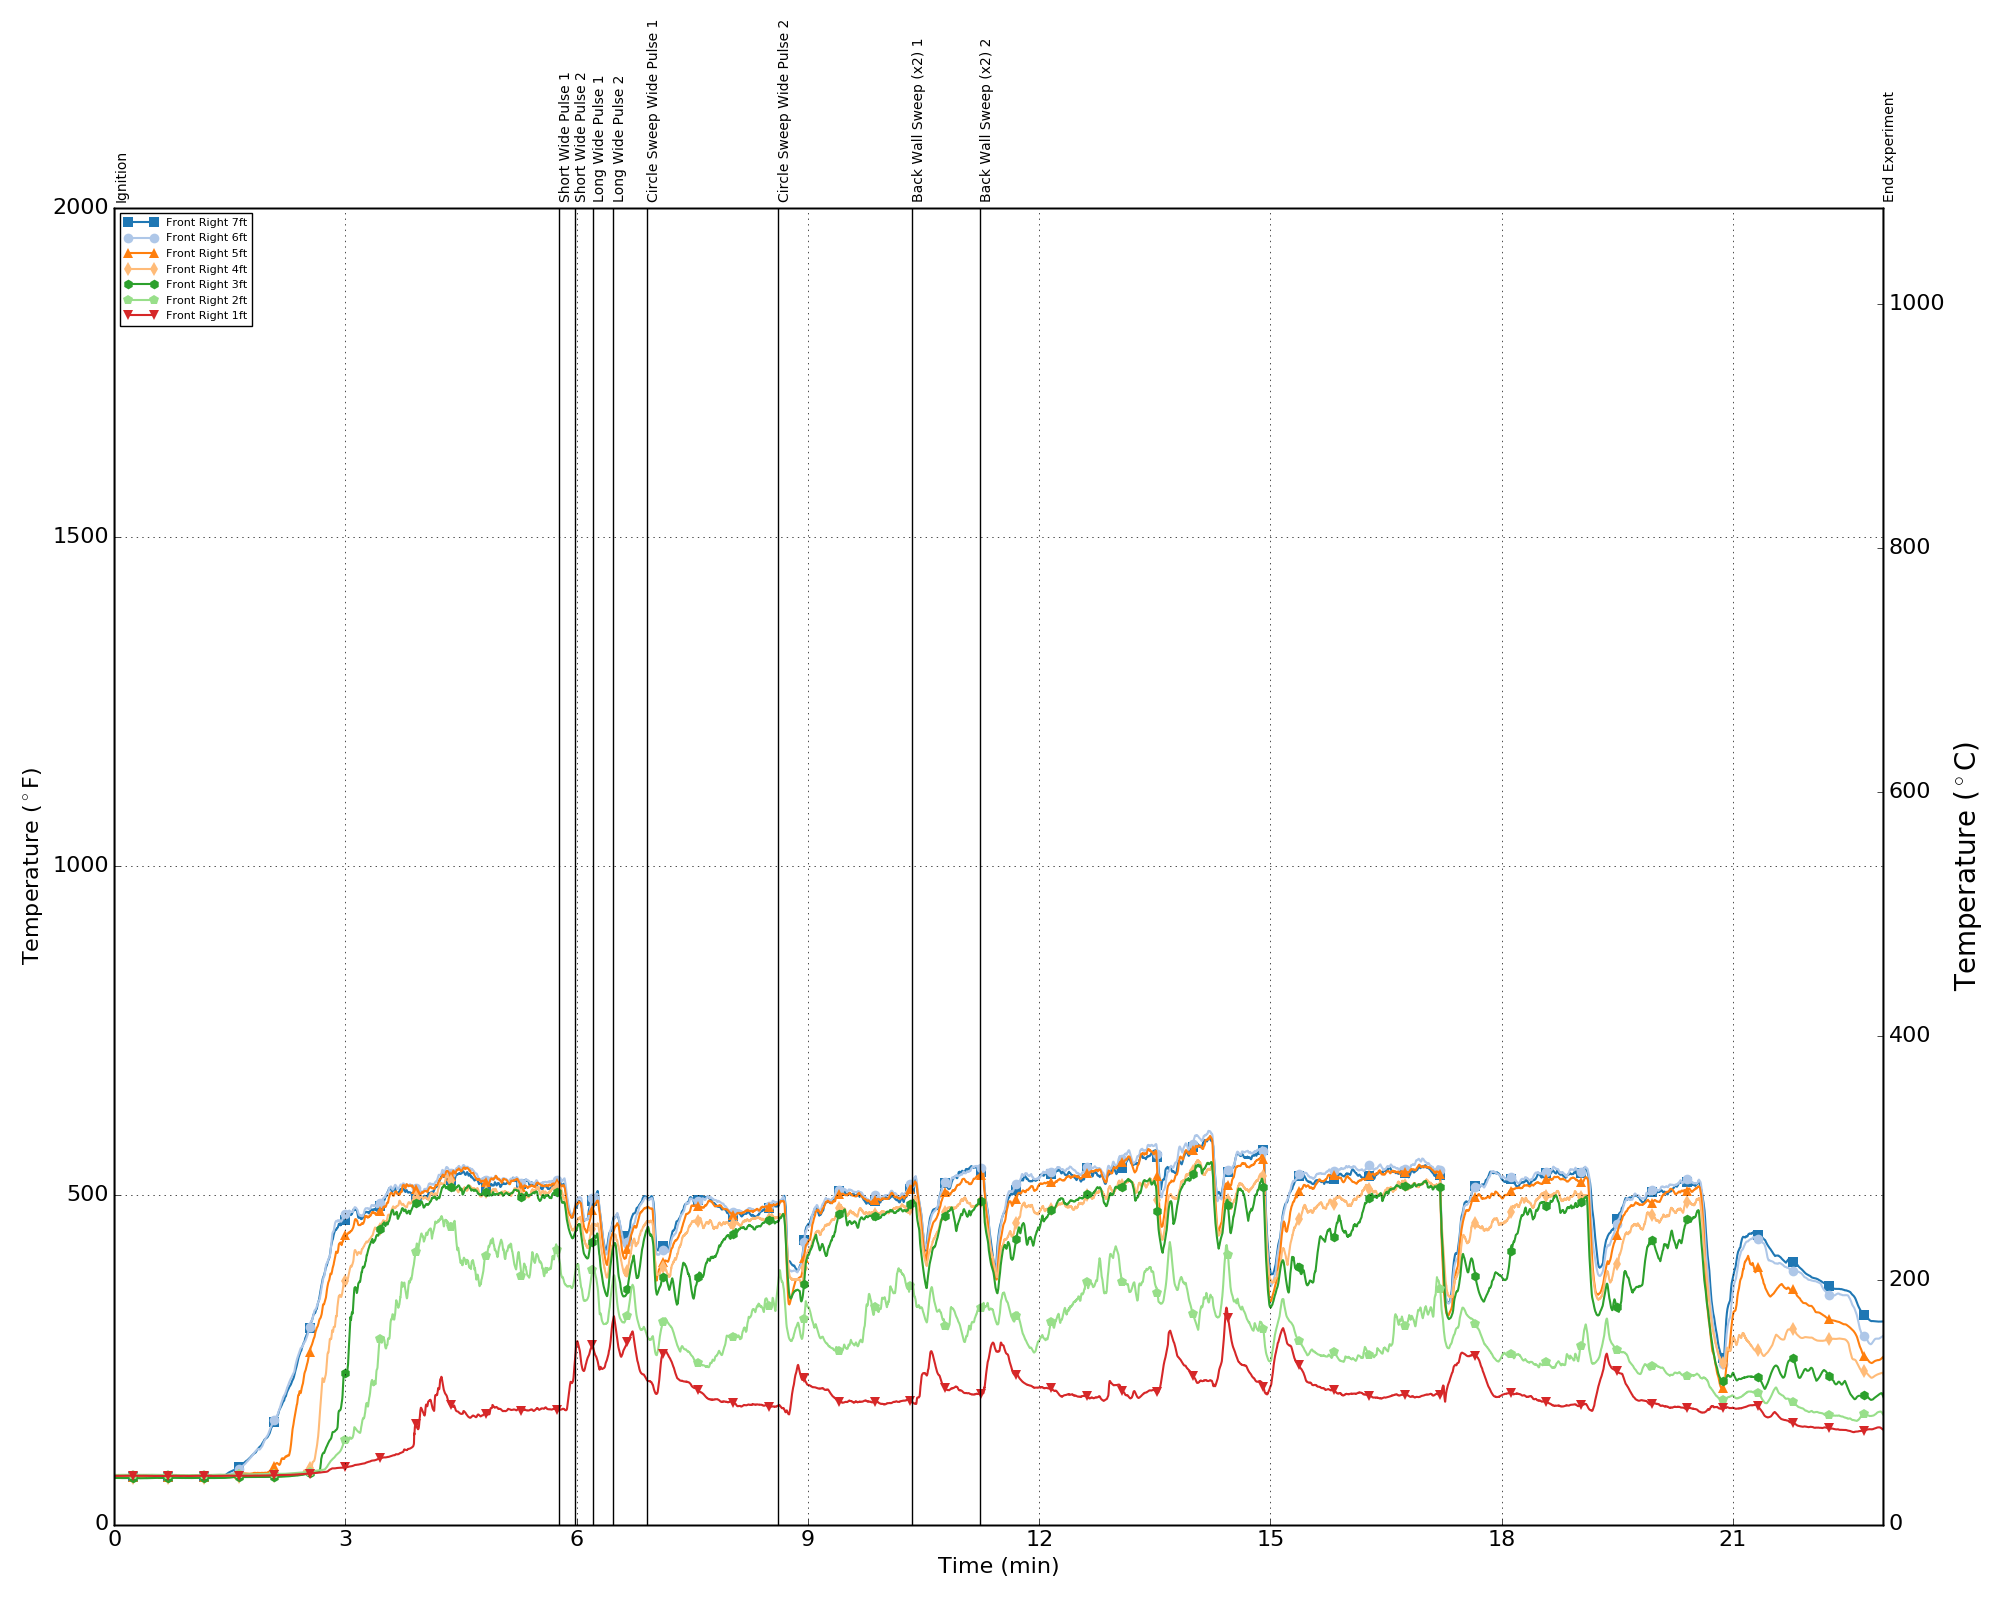 Ignition
Short Wide Pulse 1
Short Wide Pulse 2
Long Wide Pulse 1
Long Wide Pulse 2
Circle Sweep Wide Pulse 1
Circle Sweep Wide Pulse 2
Back Wall Sweep (x2) 1
Back Wall Sweep (x2) 2
End Experiment
Front Right 7ft
Front Right 6ft
Front Right 5ft
Front Right 4ft
Front Right 3ft
Front Right 2ft
Front Right 1ft
Temperature (°F)
2000
1500
1000
500
0
1000
800
600
400
200
0
Temperature (°C)
0 3 6 9 12 15 18 21
Time (min)